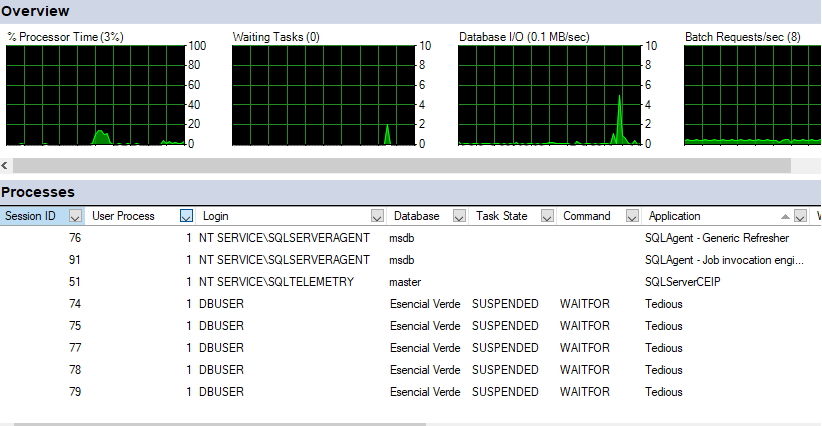 Overview
% Processor Time (3%) Waiting Tasks (0) Database I/O (0.1 MB/sec) Batch Requests/sec (8)
100 10 10
80 8 8
60 6 6
40 4 4
20 2 2
0 0 0
Processes
Session ID User Process Login Database Task State Command Application W
76 1 NT SERVICE\SQLSERVERAGENT msdb SQLAgent - Generic Refresher
91 1 NT SERVICE\SQLSERVERAGENT msdb SQLAgent - Job invocation engi...
51 1 NT SERVICE\SQLTELEMETRY master SQLServerCEIP
74 1 DBUSER Esencial Verde SUSPENDED WAITFOR Tedious
75 1 DBUSER Esencial Verde SUSPENDED WAITFOR Tedious
77 1 DBUSER Esencial Verde SUSPENDED WAITFOR Tedious
78 1 DBUSER Esencial Verde SUSPENDED WAITFOR Tedious
79 1 DBUSER Esencial Verde SUSPENDED WAITFOR Tedious